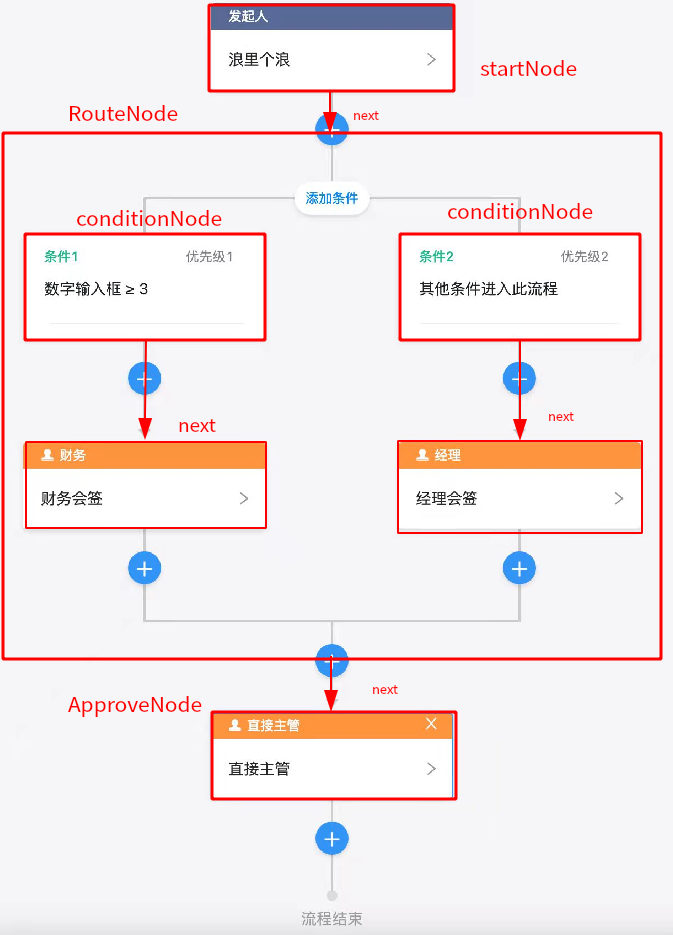 发起人
浪里个浪
startNode
RouteNode
next
添加条件
conditionNode
conditionNode
条件1 优先级1
数字输入框 ≥ 3
条件2 优先级2
其他条件进入此流程
next
next
财务
财务会签
经理
经理会签
next
ApproveNode
直接主管
直接主管
流程结束